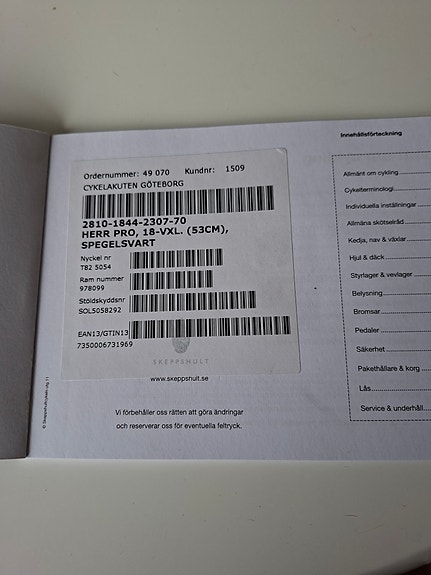 Ordernummer: 49 070 Kundnr: 1509
CYKELAKUTEN GÖTEBORG
2810-1844-2307-70
HERR PRO, 18-VXL. (53CM),
SPEGELSVART
Nyckel nr
T82 5054
Ram nummer
978099
Stöldskyddsnr
SOL5058292
EAN13/GTIN13
7350006731969
SKEPPSHULT
www.skeppshult.se
Vi förbehåller oss rätten att göra ändringar
och reserverar oss för eventuella feltryck.
Innehållsförteckning
Allmänt om cykling
Cykelterminologi
Individuella inställningar
Allmäna skötselråd
Kedja, nav & växlar
Hjul & däck
Styrlager & vevlager
Belysning
Bromsar
Pedaler
Säkerhet
Pakethållare & korg
Lås
Service & underhåll